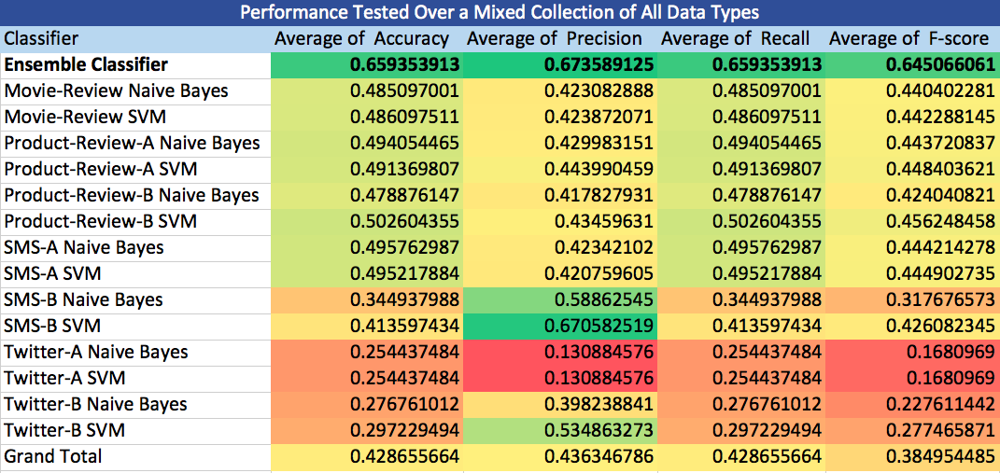 Performance Tested Over a Mixed Collection of All Data Types
Classifier Average of Accuracy Average of Precision Average of Recall Average of F-score
Ensemble Classifier 0.659353913 0.673589125 0.659353913 0.645066061
Movie-Review Naive Bayes 0.485097001 0.423082888 0.485097001 0.440402281
Movie-Review SVM 0.486097511 0.423872071 0.486097511 0.442288145
Product-Review-A Naive Bayes 0.494054465 0.429983151 0.494054465 0.443720837
Product-Review-A SVM 0.491369807 0.443990459 0.491369807 0.448403621
Product-Review-B Naive Bayes 0.478876147 0.417827931 0.478876147 0.424040821
Product-Review-B SVM 0.502604355 0.43459631 0.502604355 0.456248458
SMS-A Naive Bayes 0.495762987 0.42342102 0.495762987 0.444214278
SMS-A SVM 0.495217884 0.420759605 0.495217884 0.444902735
SMS-B Naive Bayes 0.344937988 0.58862545 0.344937988 0.317676573
SMS-B SVM 0.413597434 0.670582519 0.413597434 0.426082345
Twitter-A Naive Bayes 0.254437484 0.130884576 0.254437484 0.1680969
Twitter-A SVM 0.254437484 0.130884576 0.254437484 0.1680969
Twitter-B Naive Bayes 0.276761012 0.398238841 0.276761012 0.227611442
Twitter-B SVM 0.297229494 0.534863273 0.297229494 0.277465871
Grand Total 0.428655664 0.436346786 0.428655664 0.384954485